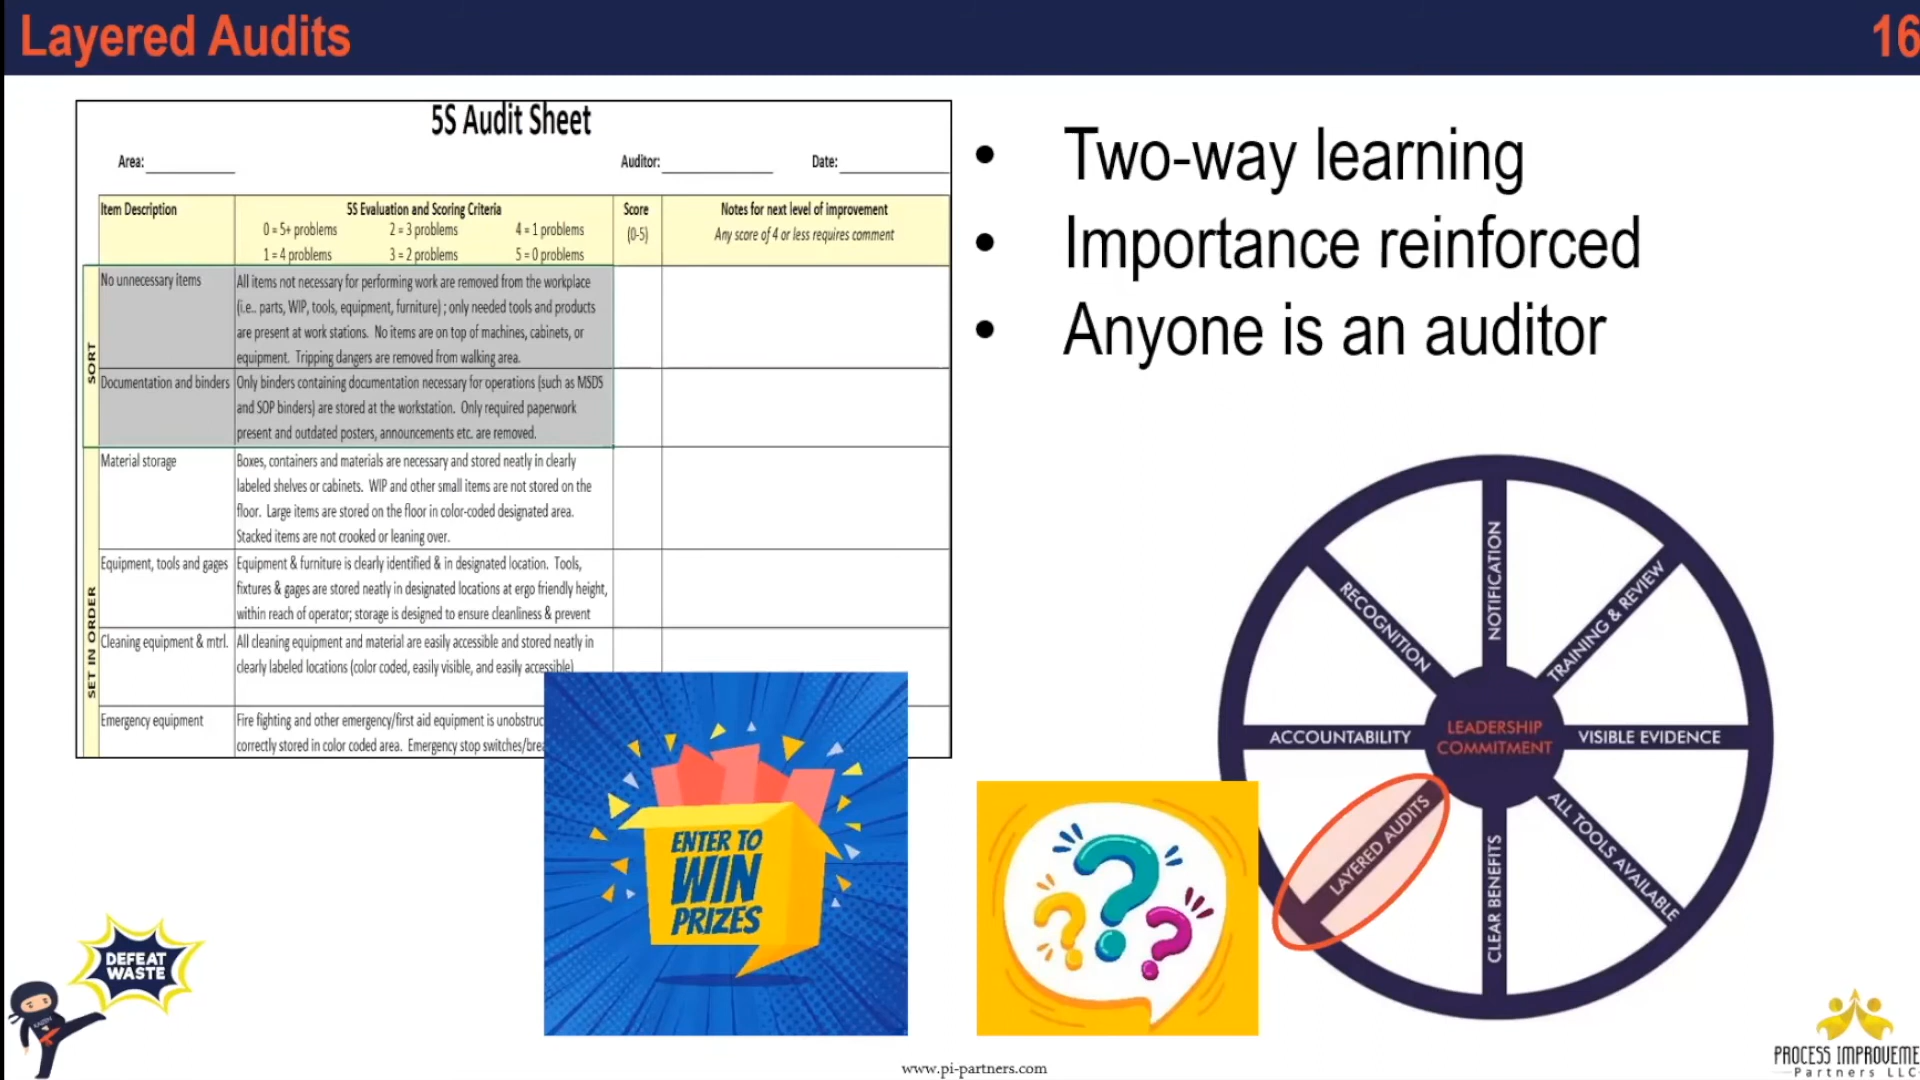 Layered Audits
16
5S Audit Sheet
Area:
Auditor:
Date:
Item Description
5S Evaluation and Scoring Criteria
0 = 5+ problems 2 = 3 problems 4 = 1 problems
1 = 4 problems 3 = 2 problems 5 = 0 problems
Score
(0-5)
Notes for next level of improvement
Any score of 4 or less requires comment
SORT
No unnecessary items
All items not necessary for performing work are removed from the workplace
(i.e.. parts, WIP, tools, equipment, furniture) ; only needed tools and products
are present at work stations. No items are on top of machines, cabinets, or
equipment. Tripping dangers are removed from walking area.
Documentation and binders
Only binders containing documentation necessary for operations (such as MSDS
and SOP binders) are stored at the workstation. Only required paperwork
present and outdated posters, announcements etc. are removed.
SET IN ORDER
Material storage
Boxes, containers and materials are necessary and stored neatly in clearly
labeled shelves or cabinets. WIP and other small items are not stored on the
floor. Large items are stored on the floor in color-coded designated area.
Stacked items are not crooked or leaning over.
Equipment, tools and gages
Equipment & furniture is clearly identified & in designated location. Tools,
fixtures & gages are stored neatly in designated locations at ergo friendly height,
within reach of operator; storage is designed to ensure cleanliness & prevent
Cleaning equipment & mtrl.
All cleaning equipment and material are easily accessible and stored neatly in
clearly labeled locations (color coded, easily visible, and easily accessible)
Emergency equipment
Fire fighting and other emergency/first aid equipment is unobstruc
correctly stored in color coded area. Emergency stop switches/brea
• Two-way learning
• Importance reinforced
• Anyone is an auditor
NOTIFICATION
TRAINING & REVIEW
VISIBLE EVIDENCE
ALL TOOLS AVAILABLE
CLEAR BENEFITS
LAYERED AUDITS
ACCOUNTABILITY
RECOGNITION
LEADERSHIP
COMMITMENT
ENTER TO
WIN
PRIZES
? ? ?
DEFEAT
WASTE
www.pi-partners.com
PROCESS IMPROVEME
Partners LLC